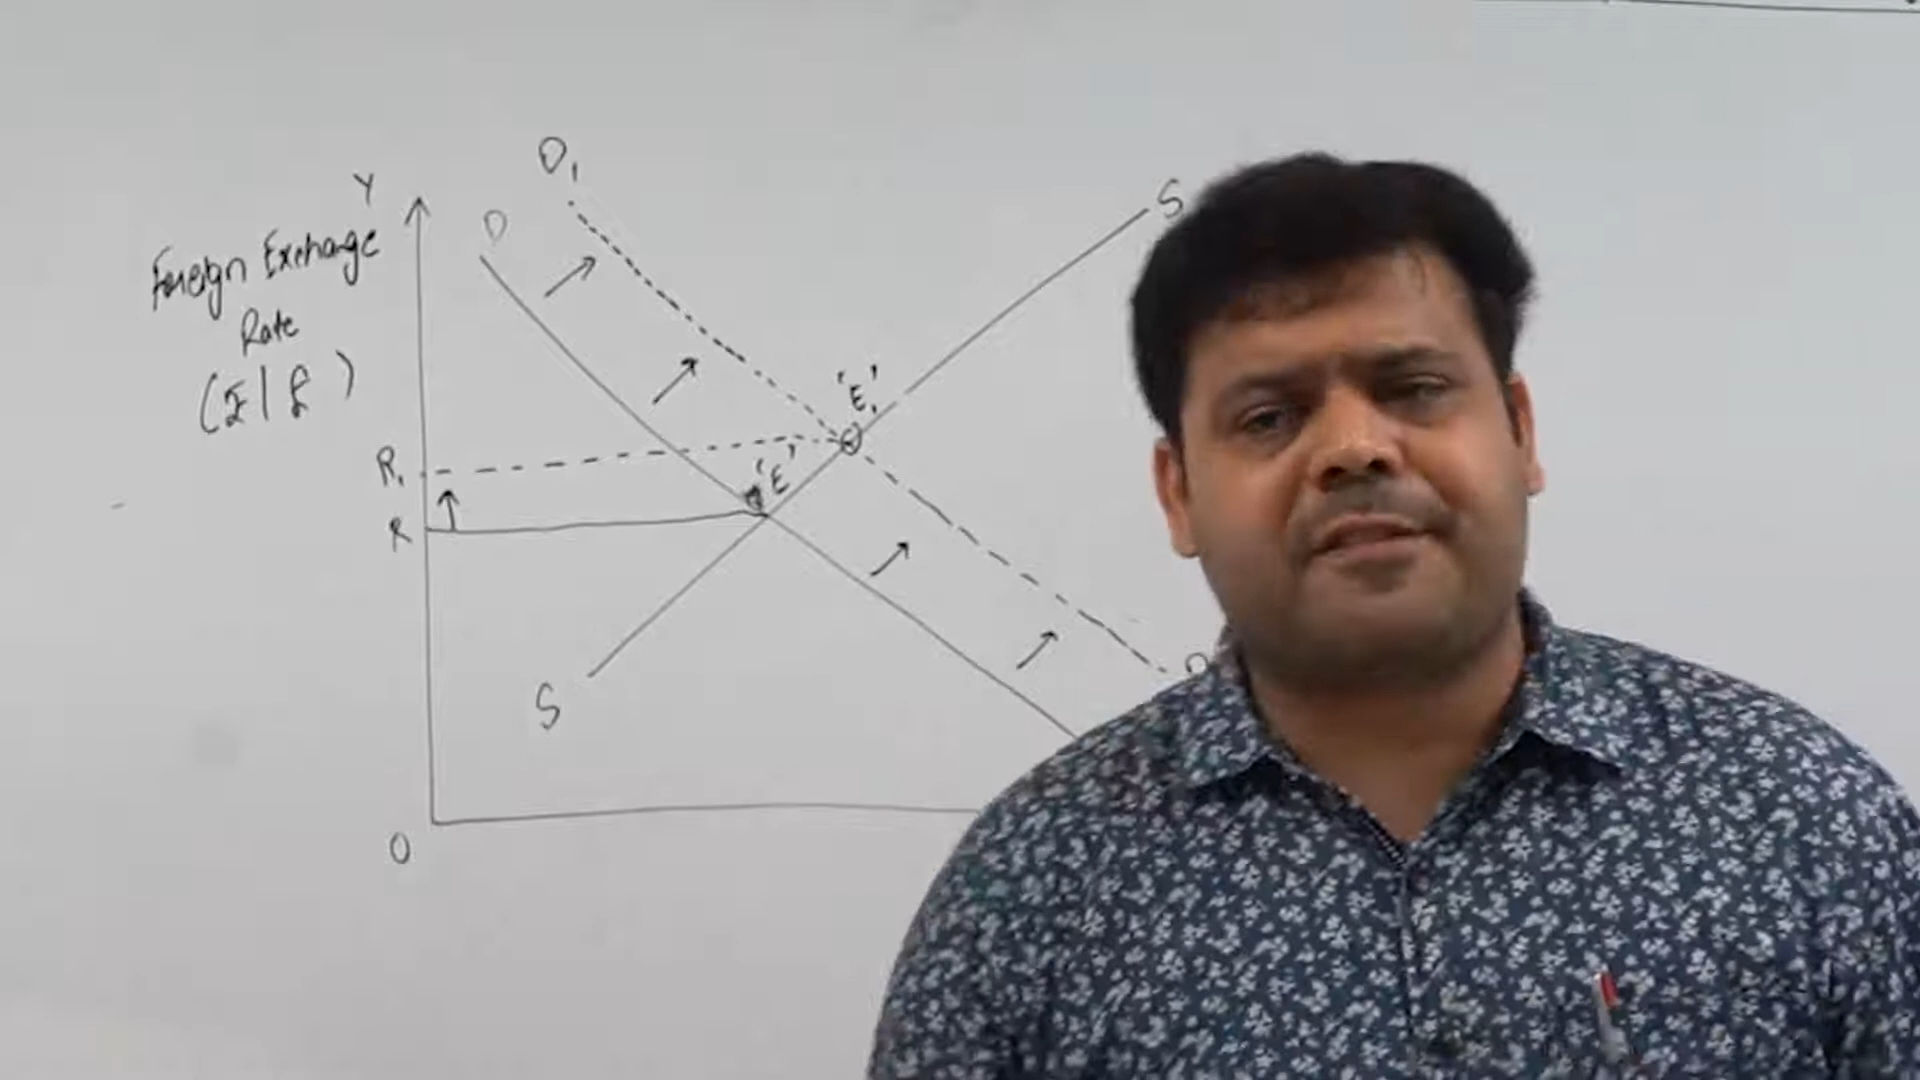 D₁
Y
D
S
Foreign Exchange
Rate
'E₁'
R₁
'E'
R
S
O